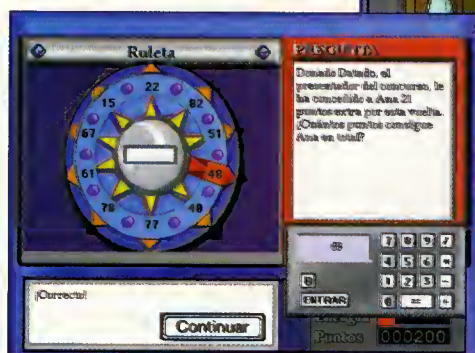 Ruleta
PREGUNTA
Donado Datado, el
presentador del concurso, le
ha concedido a Ana 21
puntos extra por esta vuelta.
¿Cuántos puntos consigue
Ana en total?
22
15
82
67
51
61
48
78
40
77
7 8 9 /
4 5 6 *
1 2 3 -
0 = +
ENTRAR
¡Correcto!
Continuar
Puntos 000200